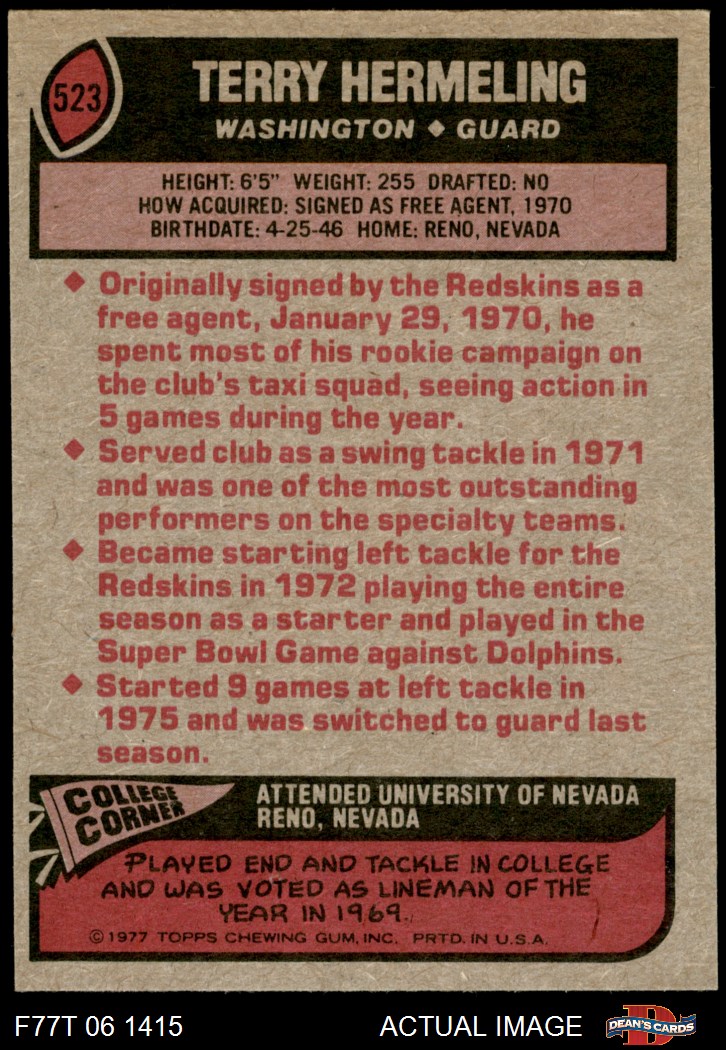 523
TERRY HERMELING
WASHINGTON ◆ GUARD
HEIGHT: 6'5" WEIGHT: 255 DRAFTED: NO
HOW ACQUIRED: SIGNED AS FREE AGENT, 1970
BIRTHDATE: 4-25-46 HOME: RENO, NEVADA
◆ Originally signed by the Redskins as a
free agent, January 29, 1970, he
spent most of his rookie campaign on
the club's taxi squad, seeing action in
5 games during the year.
◆ Served club as a swing tackle in 1971
and was one of the most outstanding
performers on the specialty teams.
◆ Became starting left tackle for the
Redskins in 1972 playing the entire
season as a starter and played in the
Super Bowl Game against Dolphins.
◆ Started 9 games at left tackle in
1975 and was switched to guard last
season.
COLLEGE
CORNER
ATTENDED UNIVERSITY OF NEVADA
RENO, NEVADA
PLAYED END AND TACKLE IN COLLEGE
AND WAS VOTED AS LINEMAN OF THE
YEAR IN 1969.
© 1977 TOPPS CHEWING GUM, INC. PRTD. IN U.S.A.
F77T 06 1415
ACTUAL IMAGE
D
DEAN'S CARDS